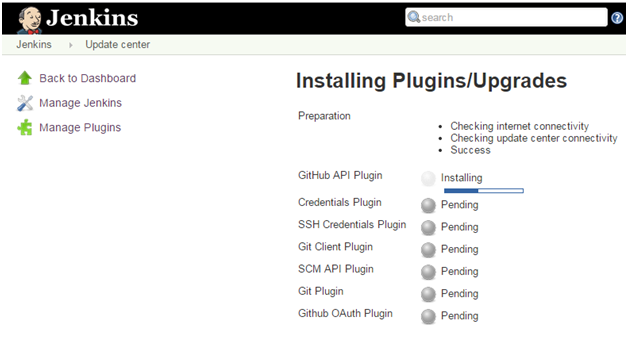 Jenkins
search
Jenkins Update center
Back to Dashboard
Manage Jenkins
Manage Plugins
Installing Plugins/Upgrades
Preparation
Checking internet connectivity
Checking update center connectivity
Success
GitHub API Plugin Installing
Credentials Plugin Pending
SSH Credentials Plugin Pending
Git Client Plugin Pending
SCM API Plugin Pending
Git Plugin Pending
Github OAuth Plugin Pending